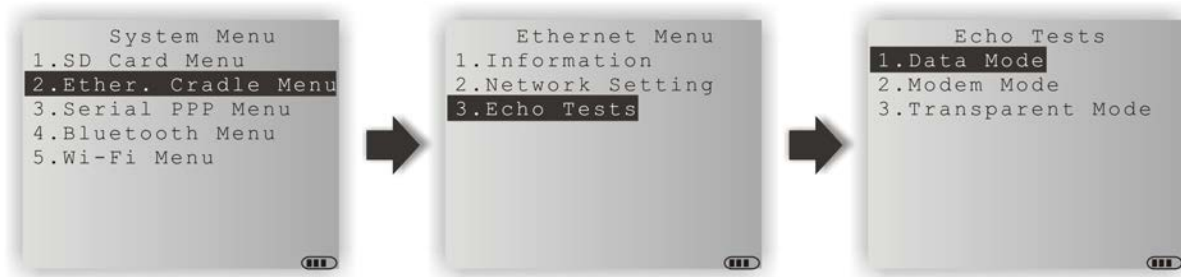 System Menu
1.SD Card Menu
2.Ether. Cradle Menu
3.Serial PPP Menu
4.Bluetooth Menu
5.Wi-Fi Menu
Ethernet Menu
1.Information
2.Network Setting
3.Echo Tests
Echo Tests
1.Data Mode
2.Modem Mode
3.Transparent Mode